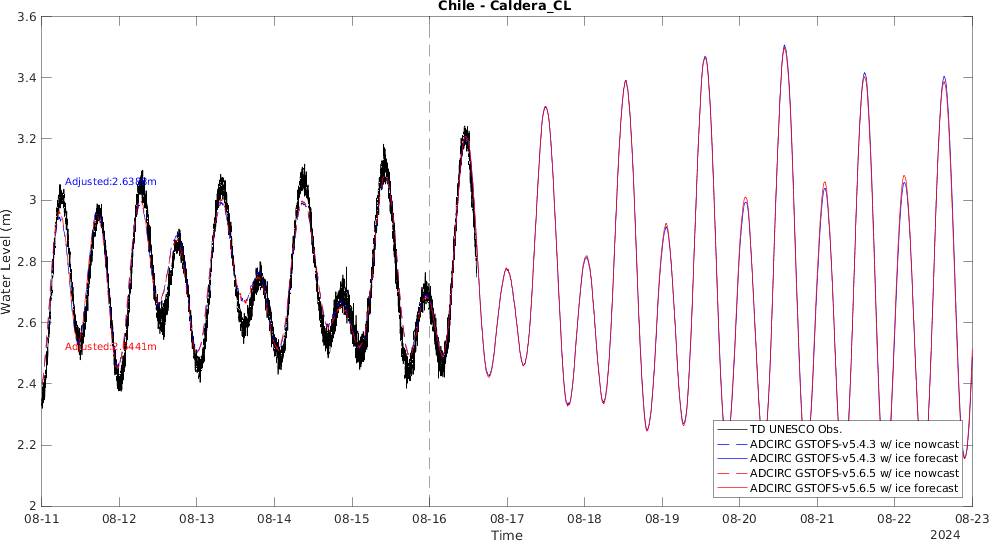 Chile - Caldera_CL
3.6
3.4
3.2
3
2.8
2.6
2.4
2.2
2
Water Level (m)
Adjusted:2.6388m
Adjusted:2.6441m
TD UNESCO Obs.
ADCIRC GSTOFS-v5.4.3 w/ ice nowcast
ADCIRC GSTOFS-v5.4.3 w/ ice forecast
ADCIRC GSTOFS-v5.6.5 w/ ice nowcast
ADCIRC GSTOFS-v5.6.5 w/ ice forecast
08-11 08-12 08-13 08-14 08-15 08-16 08-17 08-18 08-19 08-20 08-21 08-22 08-23
Time
2024